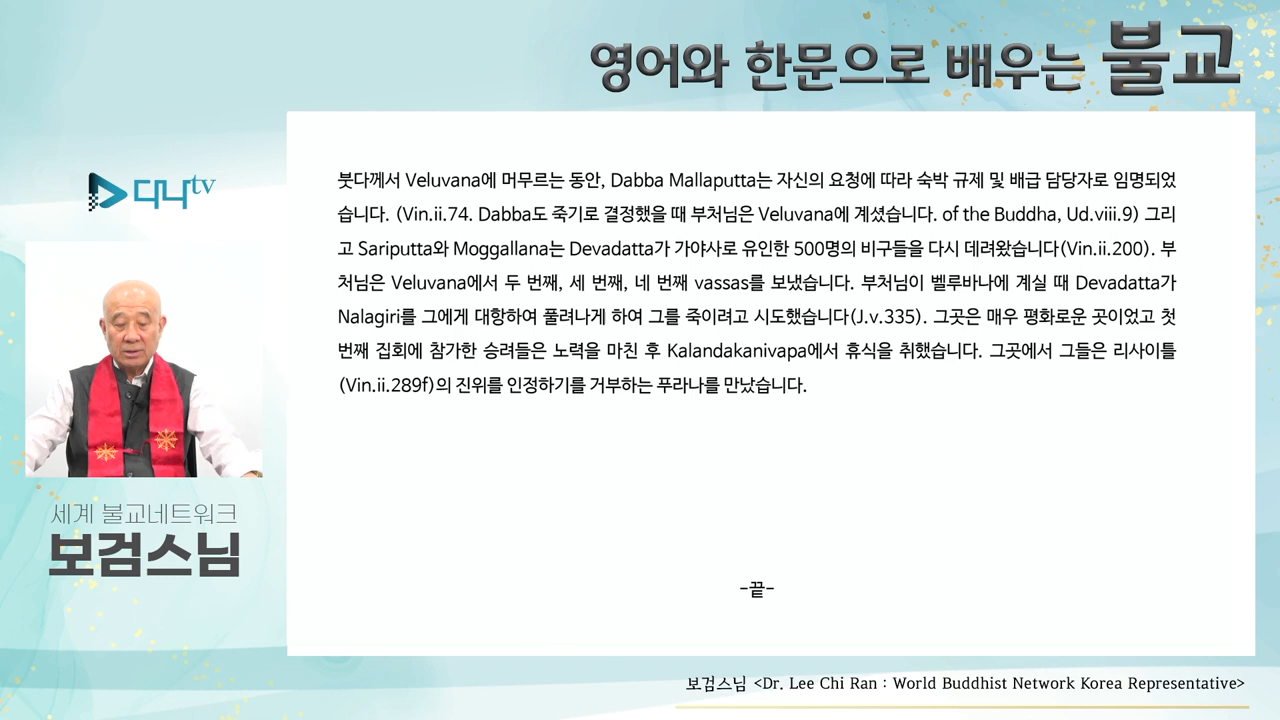 영어와 한문으로 배우는 불교
디나tv
붓다께서 Veluvana에 머무르는 동안, Dabba Mallaputta는 자신의 요청에 따라 숙박 규제 및 배급 담당자로 임명되었
습니다. (Vin.ii.74. Dabba도 죽기로 결정했을 때 부처님은 Veluvana에 계셨습니다. of the Buddha, Ud.viii.9) 그리
고 Sariputta와 Moggallana는 Devadatta가 가야사로 유인한 500명의 비구들을 다시 데려왔습니다(Vin.ii.200). 부
처님은 Veluvana에서 두 번째, 세 번째, 네 번째 vassas를 보냈습니다. 부처님이 벨루바나에 계실 때 Devadatta가
Nalagiri를 그에게 대항하여 풀려나게 하여 그를 죽이려고 시도했습니다(J.v.335). 그곳은 매우 평화로운 곳이었고 첫
번째 집회에 참가한 승려들은 노력을 마친 후 Kalandakanivapa에서 휴식을 취했습니다. 그곳에서 그들은 리사이틀
(Vin.ii.289f)의 진위를 인정하기를 거부하는 푸라나를 만났습니다.
-끝-
세계 불교네트워크
보검스님
보검스님 <Dr. Lee Chi Ran : World Buddhist Network Korea Representative>